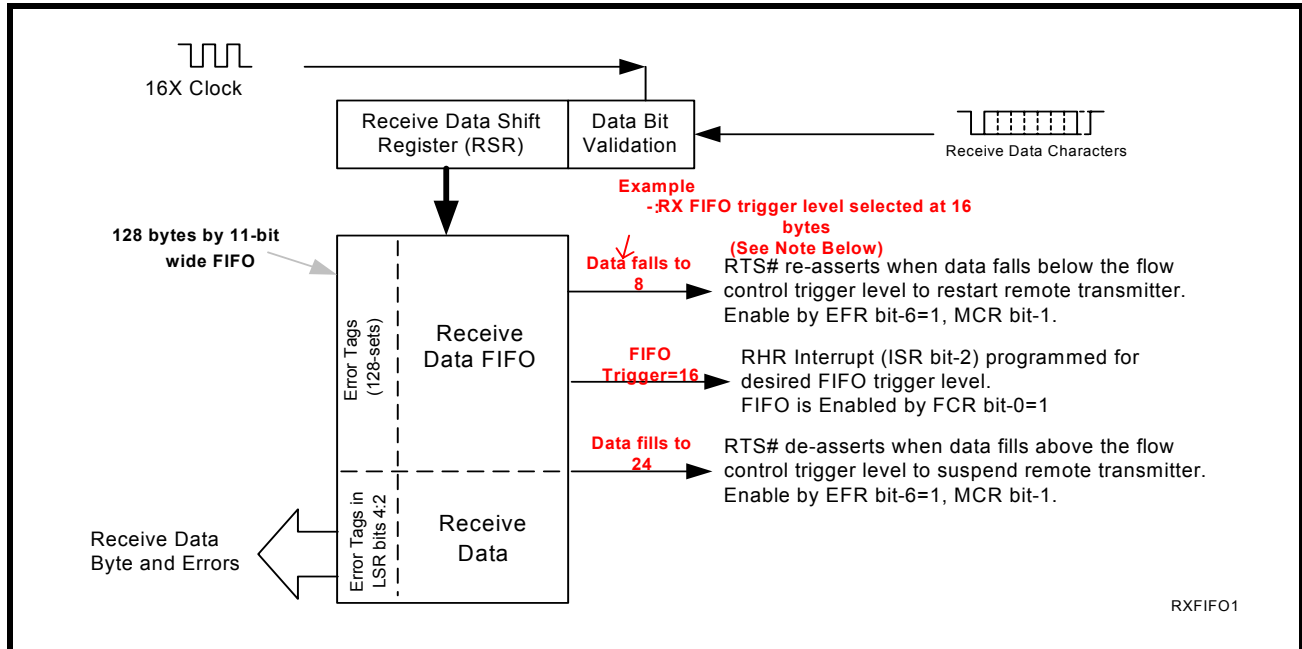 16X Clock
Receive Data Shift
Register (RSR)
Data Bit
Validation
Receive Data Characters
Example
-:RX FIFO trigger level selected at 16
bytes
(See Note Below)
128 bytes by 11-bit
wide FIFO
Data falls to
8
RTS# re-asserts when data falls below the flow
control trigger level to restart remote transmitter.
Enable by EFR bit-6=1, MCR bit-1.
Error Tags
(128-sets)
Receive
Data FIFO
FIFO
Trigger=16
RHR Interrupt (ISR bit-2) programmed for
desired FIFO trigger level.
FIFO is Enabled by FCR bit-0=1
Data fills to
24
RTS# de-asserts when data fills above the flow
control trigger level to suspend remote transmitter.
Enable by EFR bit-6=1, MCR bit-1.
Error Tags in
LSR bits 4:2
Receive
Data
Receive Data
Byte and Errors
RXFIFO1